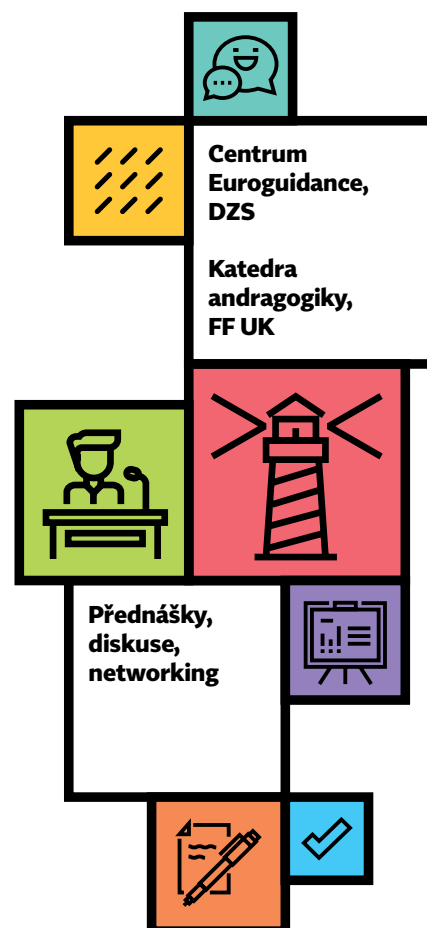 Centrum
Euroguidance,
DZS
Katedra
andragogiky,
FF UK
Přednášky,
diskuse,
networking